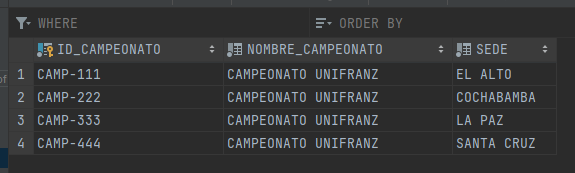 WHERE ORDER BY
ID_CAMPEONATO NOMBRE_CAMPEONATO SEDE
1 CAMP-111 CAMPEONATO UNIFRANZ EL ALTO
2 CAMP-222 CAMPEONATO UNIFRANZ COCHABAMBA
3 CAMP-333 CAMPEONATO UNIFRANZ LA PAZ
4 CAMP-444 CAMPEONATO UNIFRANZ SANTA CRUZ